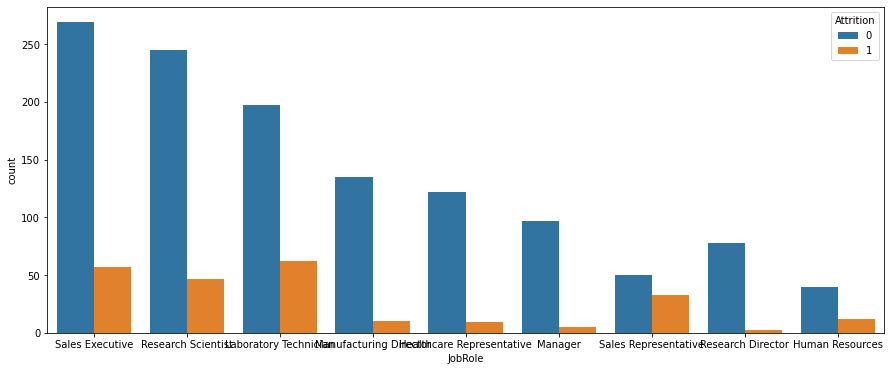 Attrition
0
1
250
200
150
100
50
0
count
Sales Executive
Research Scientist
Laboratory Technician
Manufacturing Director
Healthcare Representative
Manager
Sales Representative
Research Director
Human Resources
JobRole